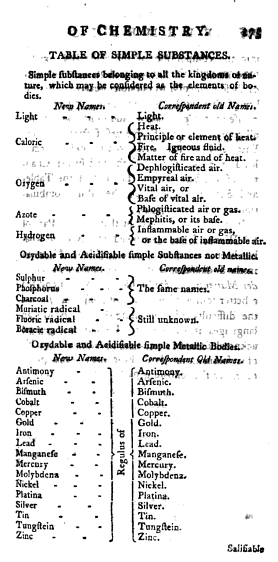 OF CHEMISTRY. 175
TABLE OF SIMPLE SUBSTANCES.
Simple ſubſtances belonging to all the kingdoms of na-
ture, which may be conſidered as the elements of bo-
dies.
New Names. Correſpondent old Names.
Light - - - Light.
Heat.
Principle or element of heat.
Caloric - - - Fire. Igneous fluid.
Matter of fire and of heat.
Dephlogiſticated air.
Empyreal air.
Oxygen - - - Vital air, or
Baſe of vital air.
Azote - - - Phlogiſticated air or gas.
Mephitis, or its baſe.
Hydrogen - - - Inflammable air or gas,
or the baſe of inflammable air.
Oxydable and Acidifiable ſimple Subſtances not Metallic.
New Names. Correſpondent old names.
Sulphur
Phoſphorus - - - The ſame names.
Charcoal
Muriatic radical
Fluoric radical - - - Still unknown.
Boracic radical
Oxydable and Acidifiable ſimple Metallic Bodies.
New Names. Correſpondent Old Names.
Regulus of
Antimony - - Antimony.
Arſenic - - Arſenic.
Biſmuth - - Biſmuth.
Cobalt - - Cobalt.
Copper - - Copper.
Gold - - Gold.
Iron - - Iron.
Lead - - Lead.
Manganeſe - - Manganeſe.
Mercury - - Mercury.
Molybdena - - Molybdena.
Nickel - - Nickel.
Platina - - Platina.
Silver - - Silver.
Tin - - Tin.
Tungſtein - - Tungſtein.
Zinc - - Zinc.
Salifiable